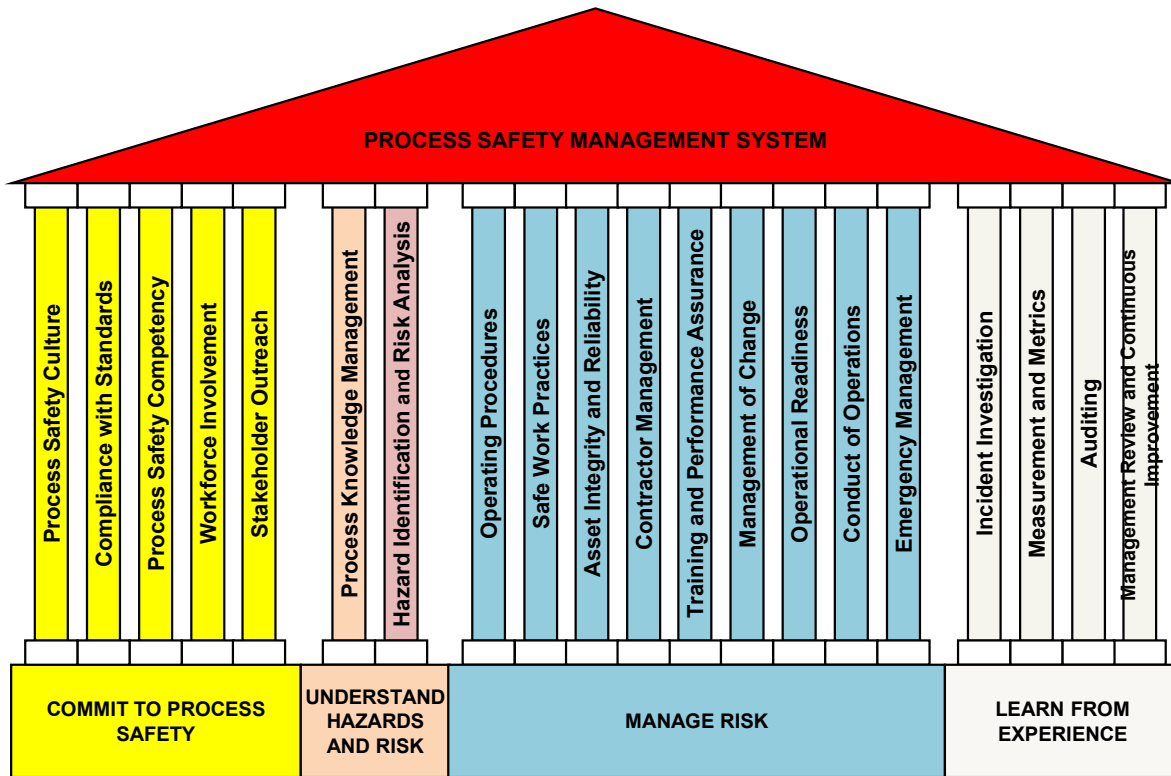 PROCESS SAFETY MANAGEMENT SYSTEM
Process Safety Culture
Compliance with Standards
Process Safety Competency
Workforce Involvement
Stakeholder Outreach
Process Knowledge Management
Hazard Identification and Risk Analysis
Operating Procedures
Safe Work Practices
Asset Integrity and Reliability
Contractor Management
Training and Performance Assurance
Management of Change
Operational Readiness
Conduct of Operations
Emergency Management
Incident Investigation
Measurement and Metrics
Auditing
Management Review and Continuous
Improvement
COMMIT TO PROCESS
SAFETY
UNDERSTAND
HAZARDS
AND RISK
MANAGE RISK
LEARN FROM
EXPERIENCE